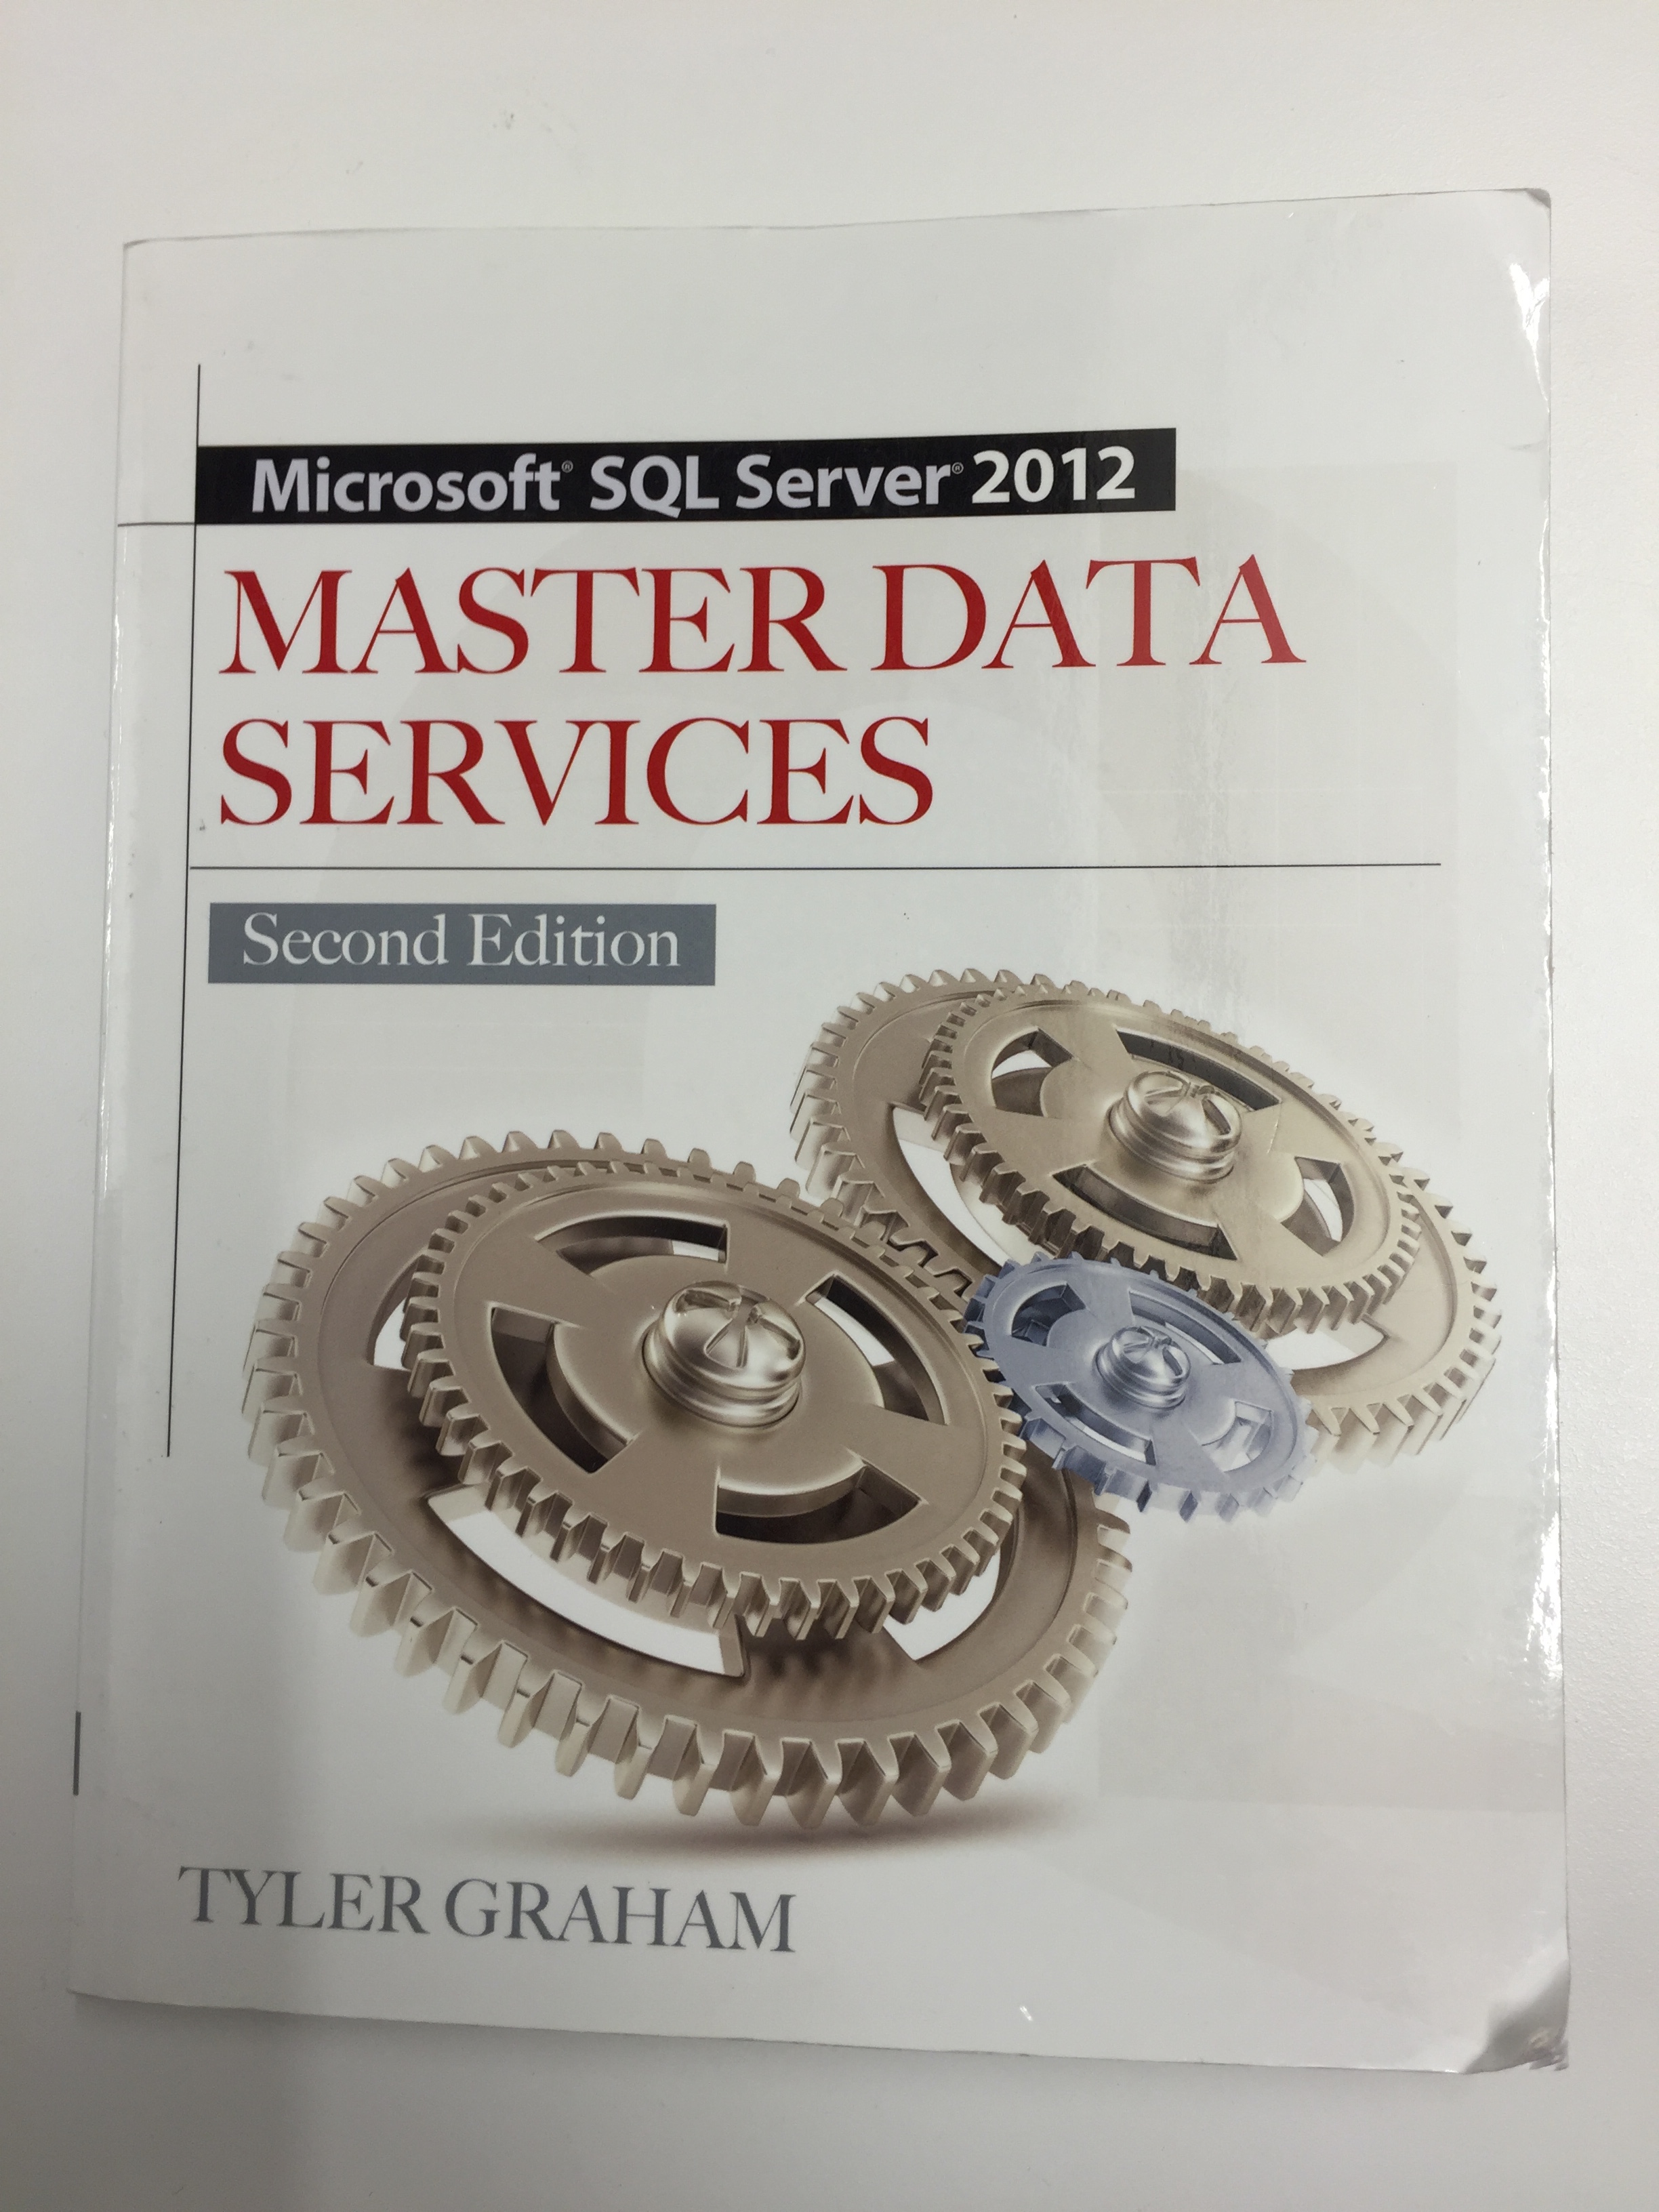 Microsoft® SQL Server® 2012
MASTER DATA
SERVICES
Second Edition
TYLER GRAHAM